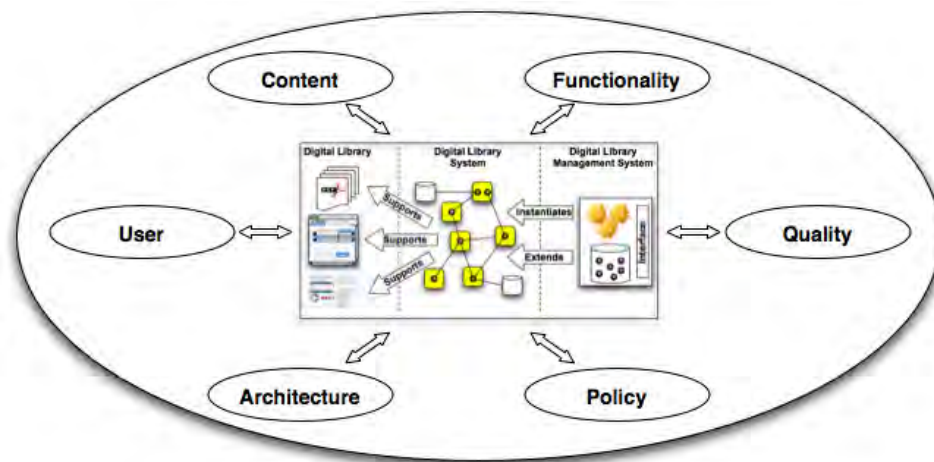 Content
Functionality
Digital Library
Digital Library
System
Digital Library
Management System
Supports
Instantiates
User
Supports
Interface
Quality
Extends
Supports
Architecture
Policy